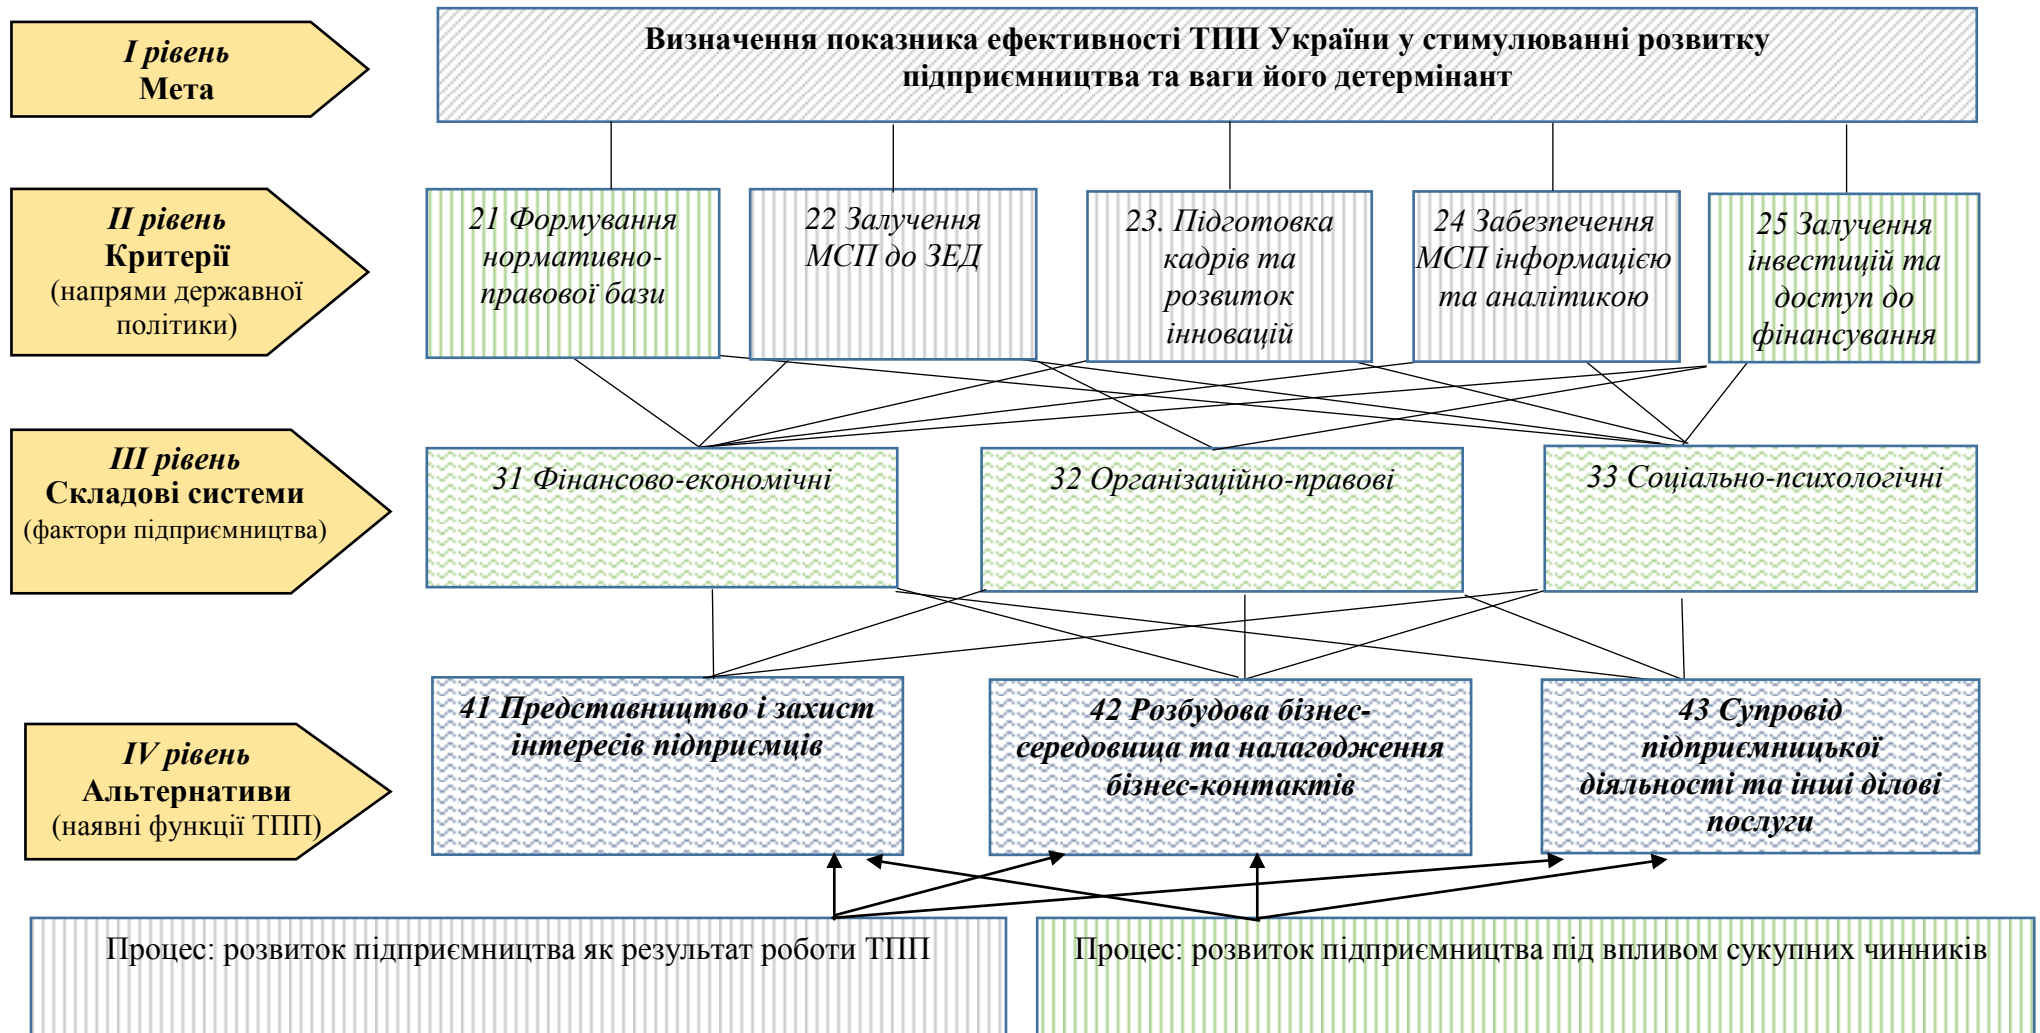 I рівень
Мета
Визначення показника ефективності ТПП України у стимулюванні розвитку
підприємництва та ваги його детермінант
II рівень
Критерії
(напрями державної
політики)
21 Формування
нормативно-
правової бази
22 Залучення
МСП до ЗЕД
23. Підготовка
кадрів та
розвиток
інновацій
24 Забезпечення
МСП інформацією
та аналітикою
25 Залучення
інвестицій та
доступ до
фінансування
III рівень
Складові системи
(фактори підприємництва)
31 Фінансово-економічні
32 Організаційно-правові
33 Соціально-психологічні
IV рівень
Альтернативи
(наявні функції ТПП)
41 Представництво і захист
інтересів підприємців
42 Розбудова бізнес-
середовища та налагодження
бізнес-контактів
43 Супровід
підприємницької
діяльності та інші ділові
послуги
Процес: розвиток підприємництва як результат роботи ТПП
Процес: розвиток підприємництва під впливом сукупних чинників